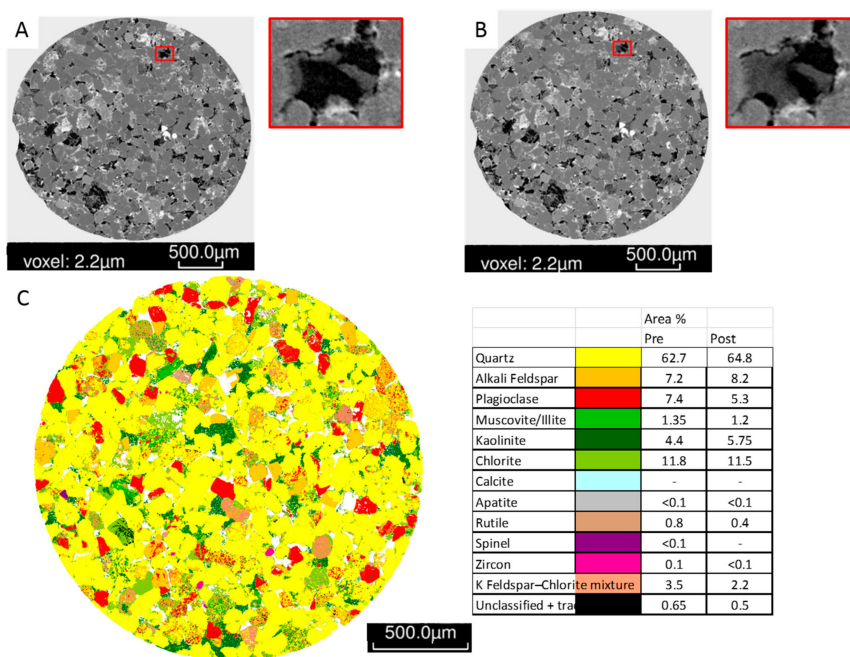 A
B
voxel: 2.2µm
500.0µm
voxel: 2.2µm
500.0µm
C
500.0µm
Area %
Pre Post
Quartz 62.7 64.8
Alkali Feldspar 7.2 8.2
Plagioclase 7.4 5.3
Muscovite/Illite 1.35 1.2
Kaolinite 4.4 5.75
Chlorite 11.8 11.5
Calcite - -
Apatite <0.1 <0.1
Rutile 0.8 0.4
Spinel <0.1 -
Zircon 0.1 <0.1
K Feldspar–Chlorite mixture 3.5 2.2
Unclassified + trac 0.65 0.5